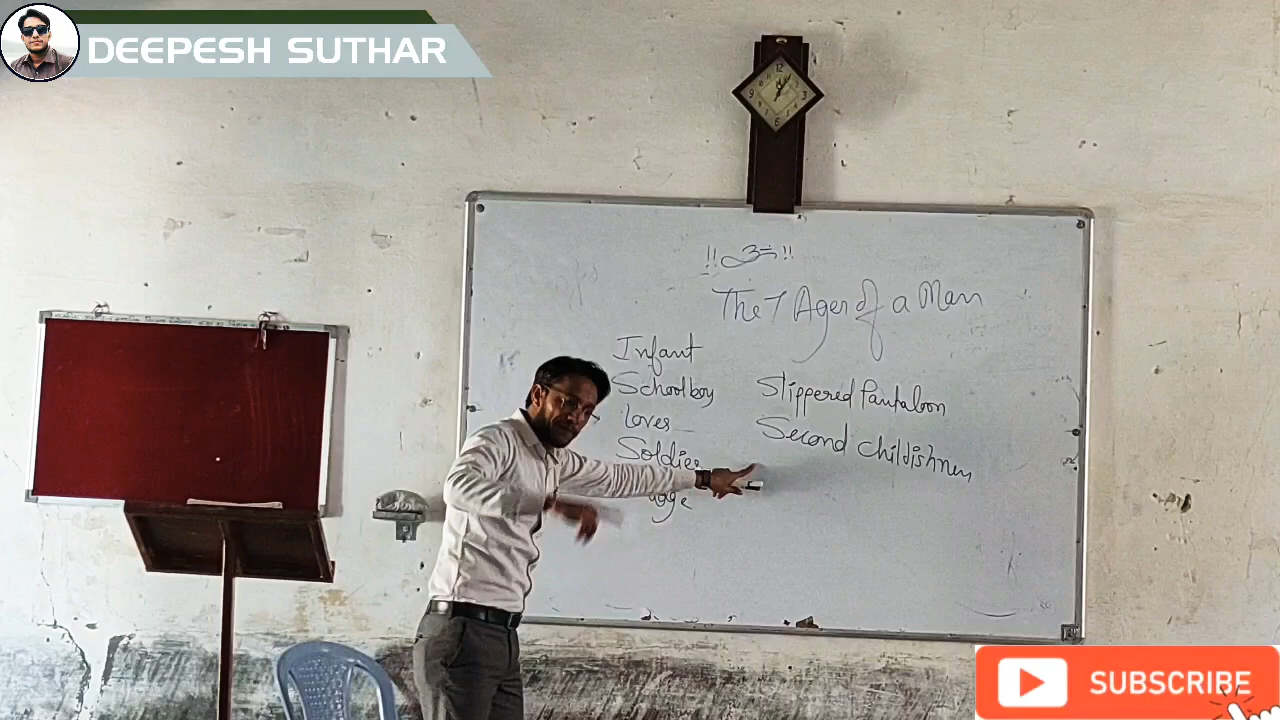 DEEPESH SUTHAR
!! ॐ !!
The 7 Ages of a Man
Infant
Schoolboy
Lover
Soldier
Slippered Pantaloon
Second Childishness
SUBSCRIBE